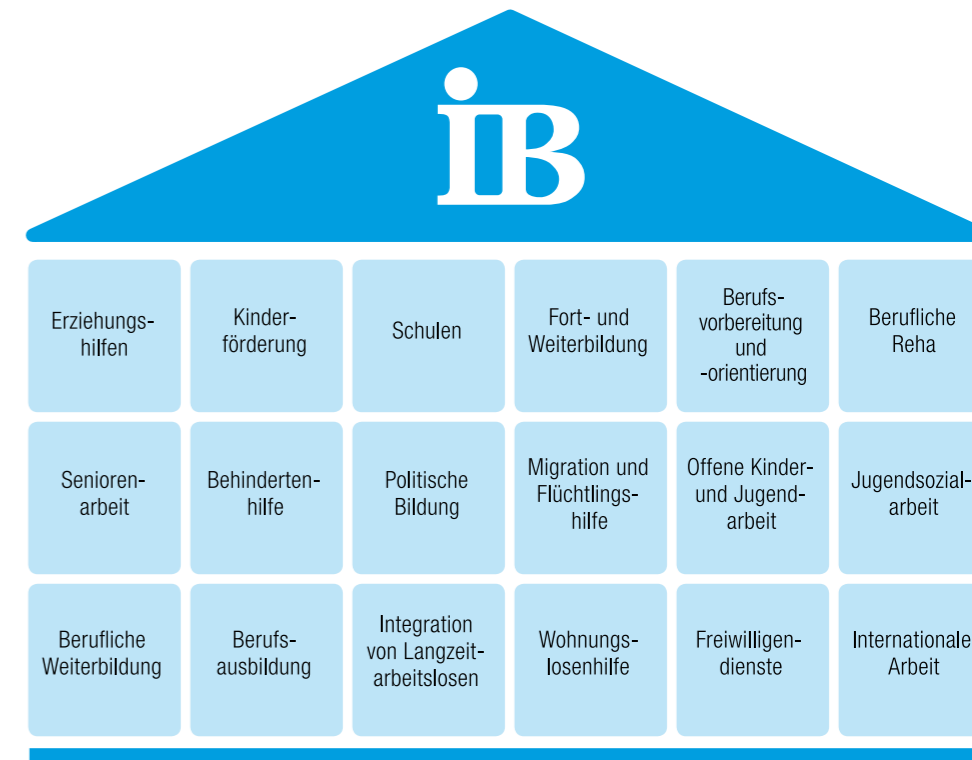 iB
Erziehungs-
hilfen
Kinder-
förderung
Schulen
Fort- und
Weiterbildung
Berufs-
vorbereitung
und
-orientierung
Berufliche
Reha
Senioren-
arbeit
Behinderten-
hilfe
Politische
Bildung
Migration und
Flüchtlings-
hilfe
Offene Kinder-
und Jugend-
arbeit
Jugendsozial-
arbeit
Berufliche
Weiterbildung
Berufs-
ausbildung
Integration
von Langzeit-
arbeitslosen
Wohnungs-
losenhilfe
Freiwilligen-
dienste
Internationale
Arbeit